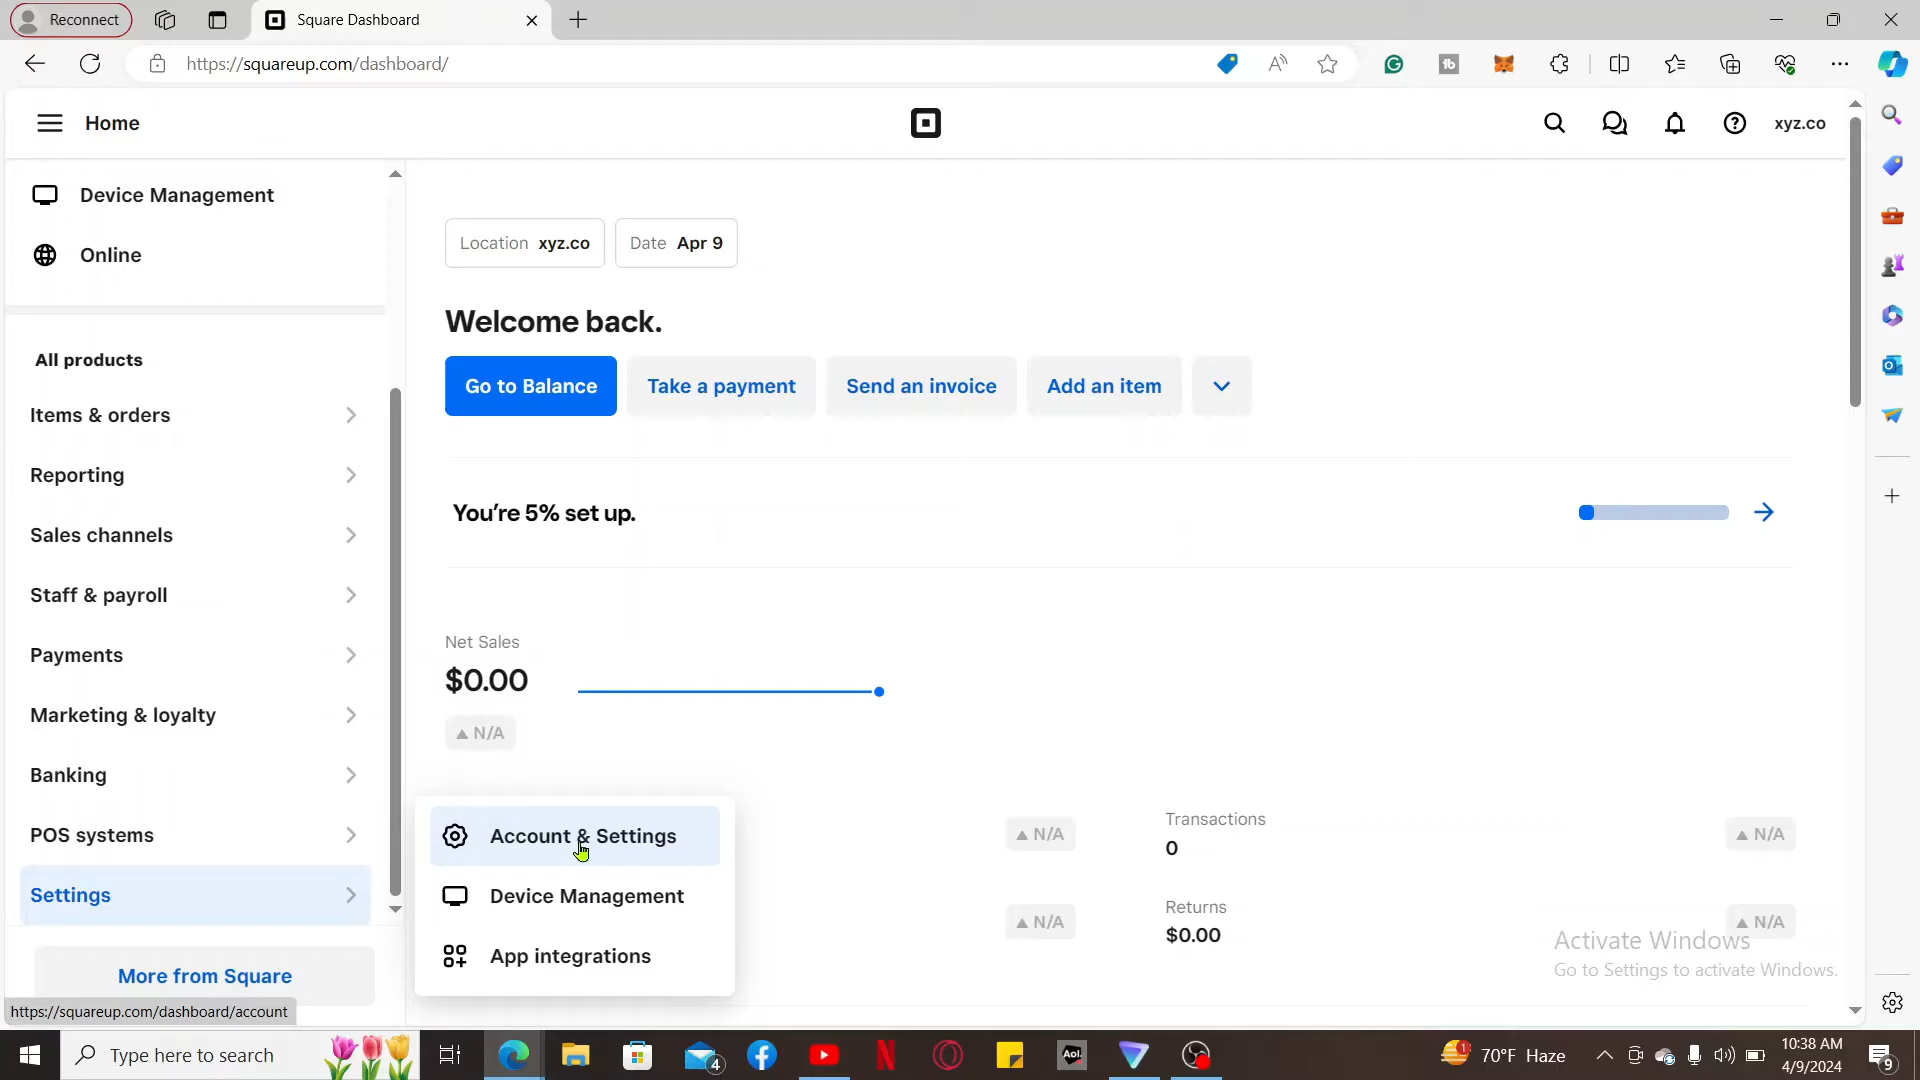 Reconnect
Square Dashboard
https://squareup.com/dashboard/
Home
xyz.co
Device Management
Online
All products
Items & orders
Reporting
Sales channels
Staff & payroll
Payments
Marketing & loyalty
Banking
POS systems
Settings
More from Square
https://squareup.com/dashboard/account
Location xyz.co
Date Apr 9
Welcome back.
Go to Balance
Take a payment
Send an invoice
Add an item
You're 5% set up.
Net Sales
$0.00
N/A
Account & Settings
Device Management
App integrations
N/A
N/A
Transactions
0
N/A
Returns
$0.00
N/A
Activate Windows
Go to Settings to activate Windows.
Type here to search
4
Aol.
1
70°F Haze
10:38 AM
4/9/2024
9